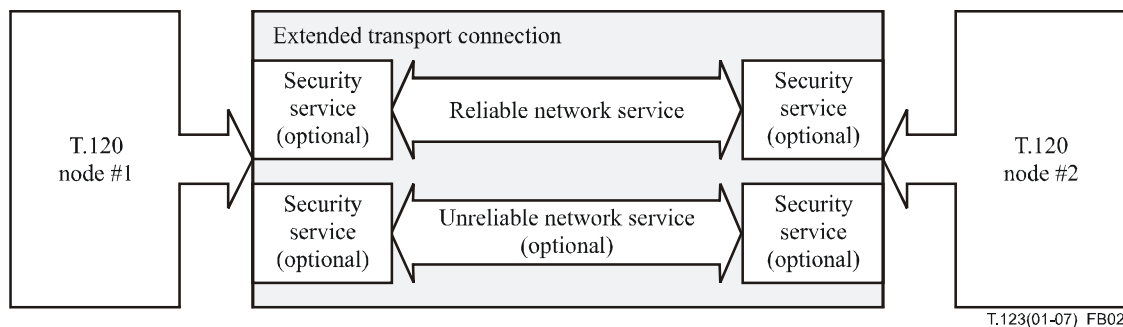 Extended transport connection
T.120
node #1
Security
service
(optional)
Reliable network service
Security
service
(optional)
Security
service
(optional)
Unreliable network service
(optional)
Security
service
(optional)
T.120
node #2
T.123(01-07) FB02